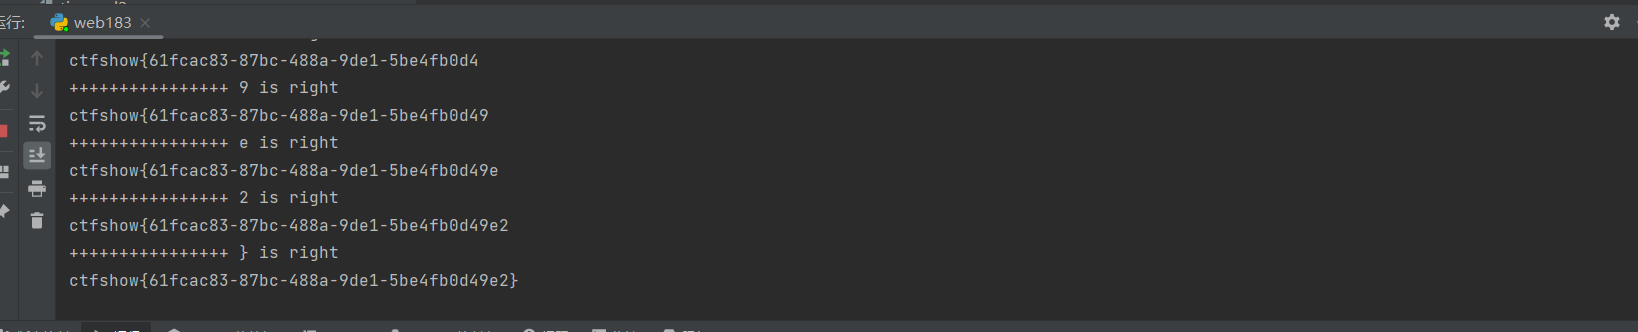 运行:
web183
ctfshow{61fcac83-87bc-488a-9de1-5be4fb0d4
++++++++++++++++ 9 is right
ctfshow{61fcac83-87bc-488a-9de1-5be4fb0d49
++++++++++++++++ e is right
ctfshow{61fcac83-87bc-488a-9de1-5be4fb0d49e
++++++++++++++++ 2 is right
ctfshow{61fcac83-87bc-488a-9de1-5be4fb0d49e2
++++++++++++++++ } is right
ctfshow{61fcac83-87bc-488a-9de1-5be4fb0d49e2}